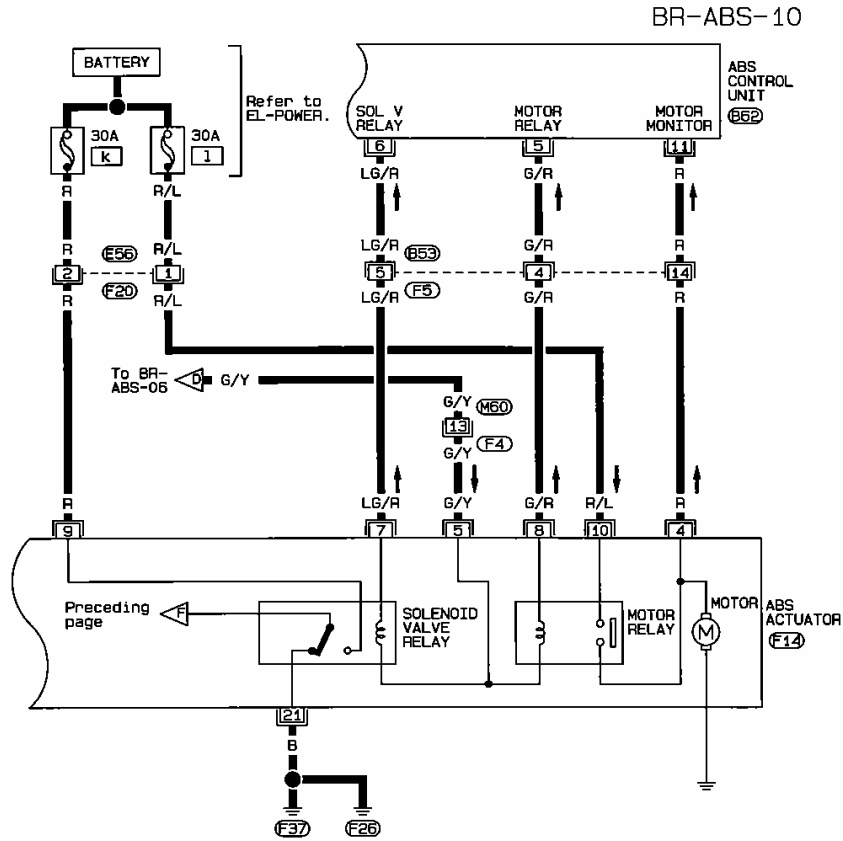 BR-ABS-10
BATTERY
Refer to
EL-POWER.
30A
k
30A
l
ABS
CONTROL
UNIT
B62
SOL V
RELAY
MOTOR
RELAY
MOTOR
MONITOR
6
5
11
R
R/L
LG/R
G/R
R
R
E56
R/L
LG/R
B53
G/R
R
2
1
5
4
14
R
F20
R/L
LG/R
F5
G/R
R
To BR-
ABS-06
D
G/Y
G/Y
M60
13
G/Y
F4
R
LG/R
G/Y
G/R
R/L
R
9
7
5
8
10
4
Preceding
page
F
SOLENOID
VALVE
RELAY
MOTOR
RELAY
MOTOR
M
ABS
ACTUATOR
F14
21
B
F37
F26